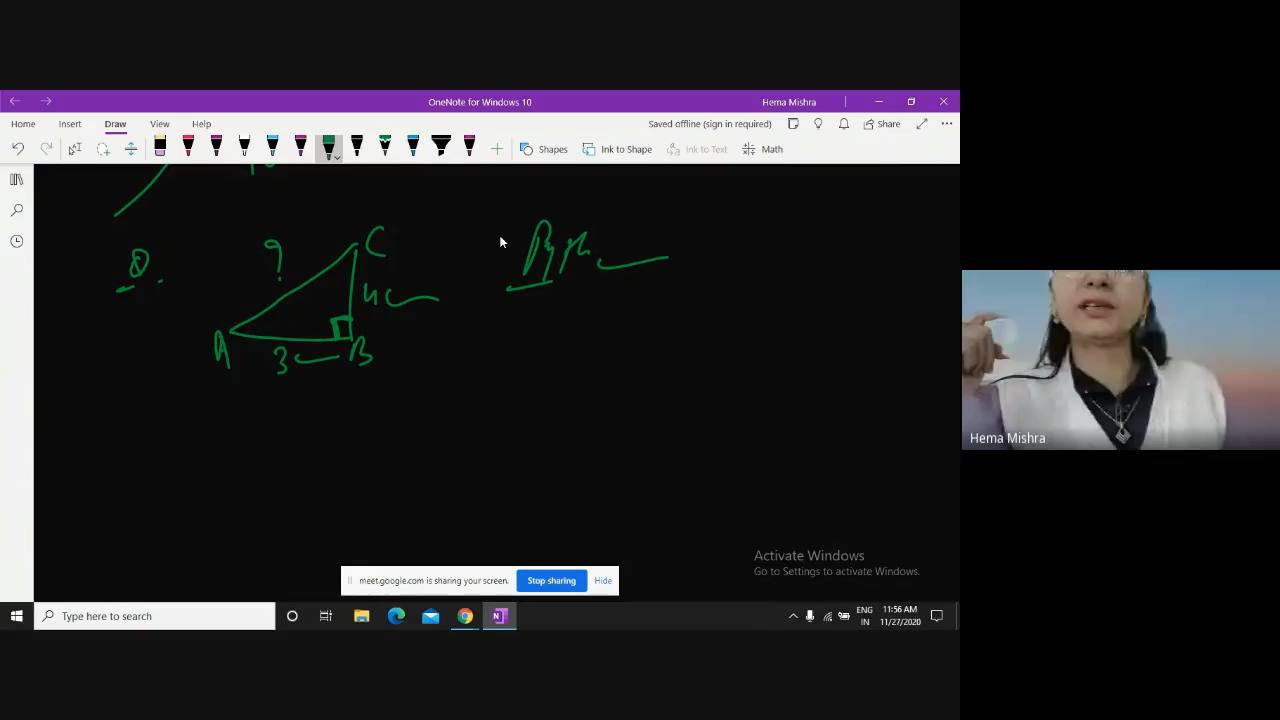 OneNote for Windows 10
Hema Mishra
Home Insert Draw View Help
Saved offline (sign in required)
Share
Shapes
Ink to Shape
Ink to Text
Math
Q.
?
C
4
A
3
B
Pyth
Hema Mishra
Activate Windows
Go to Settings to activate Windows.
meet.google.com is sharing your screen.
Stop sharing
Hide
Type here to search
ENG
IN
11:56 AM
11/27/2020